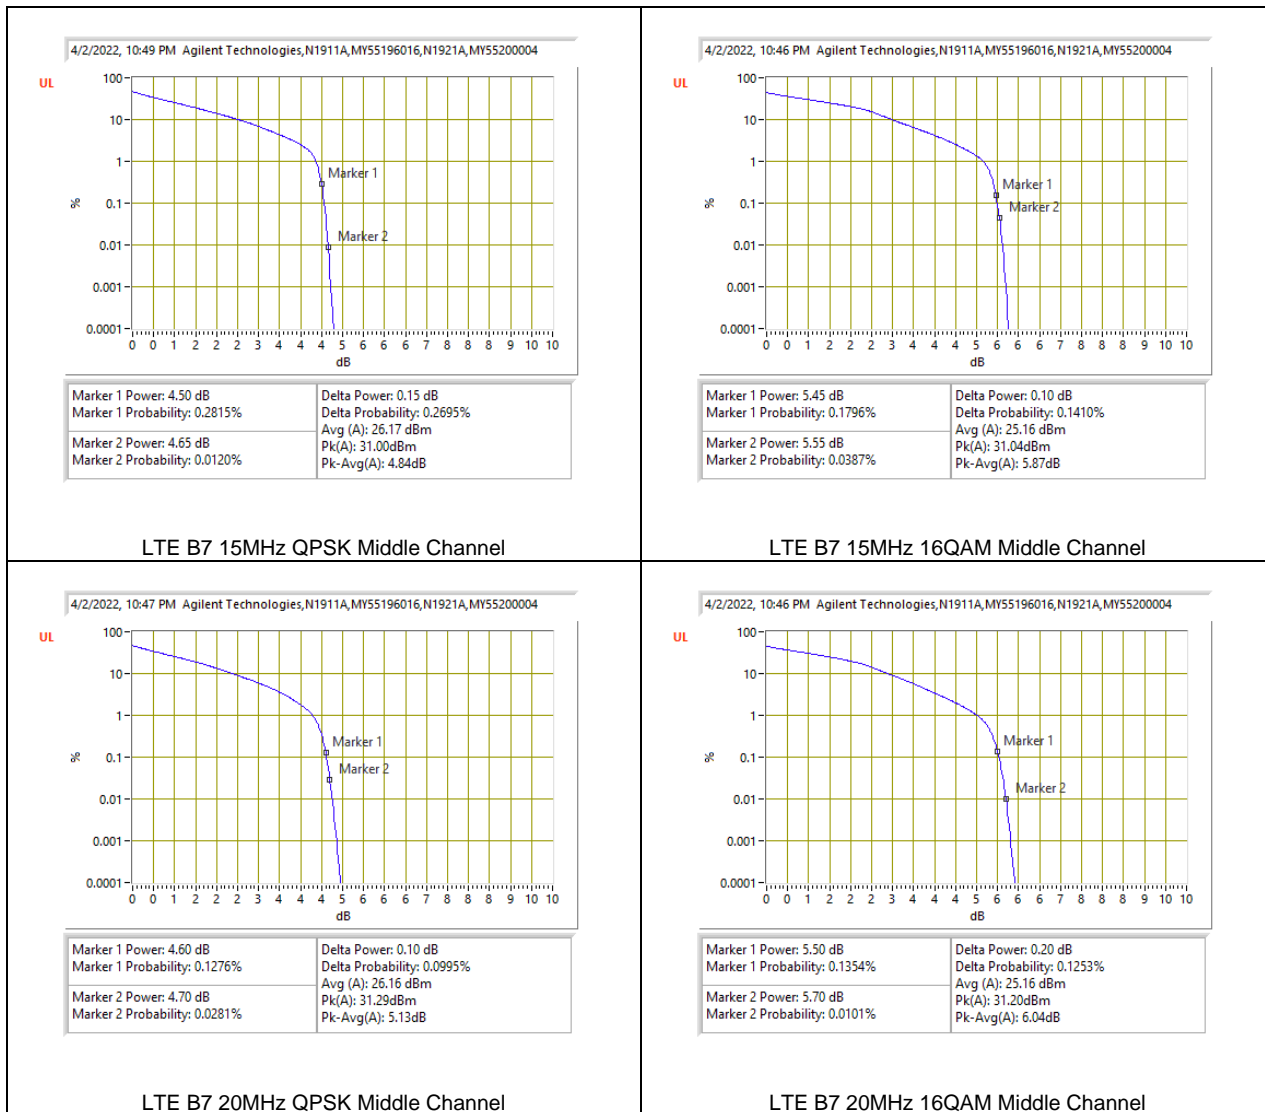 4/2/2022, 10:49 PM  Agilent Technologies,N1911A,MY55196016,N1921A,MY55200004
UL
100
10
1
0.1
0.01
0.001
0.0001
%
Marker 1
Marker 2
0 0 1 2 2 2 3 4 4 4 5 6 6 6 7 8 8 8 9 10 10
dB
Marker 1 Power: 4.50 dB
Marker 1 Probability: 0.2815%
Marker 2 Power: 4.65 dB
Marker 2 Probability: 0.0120%
Delta Power: 0.15 dB
Delta Probability: 0.2695%
Avg (A): 26.17 dBm
Pk(A): 31.00dBm
Pk-Avg(A): 4.84dB
LTE B7 15MHz QPSK Middle Channel
4/2/2022, 10:46 PM  Agilent Technologies,N1911A,MY55196016,N1921A,MY55200004
UL
100
10
1
0.1
0.01
0.001
0.0001
%
Marker 1
Marker 2
0 0 1 2 2 2 3 4 4 4 5 6 6 6 7 8 8 8 9 10 10
dB
Marker 1 Power: 5.45 dB
Marker 1 Probability: 0.1796%
Marker 2 Power: 5.55 dB
Marker 2 Probability: 0.0387%
Delta Power: 0.10 dB
Delta Probability: 0.1410%
Avg (A): 25.16 dBm
Pk(A): 31.04dBm
Pk-Avg(A): 5.87dB
LTE B7 15MHz 16QAM Middle Channel
4/2/2022, 10:47 PM  Agilent Technologies,N1911A,MY55196016,N1921A,MY55200004
UL
100
10
1
0.1
0.01
0.001
0.0001
%
Marker 1
Marker 2
0 0 1 2 2 2 3 4 4 4 5 6 6 6 7 8 8 8 9 10 10
dB
Marker 1 Power: 4.60 dB
Marker 1 Probability: 0.1276%
Marker 2 Power: 4.70 dB
Marker 2 Probability: 0.0281%
Delta Power: 0.10 dB
Delta Probability: 0.0995%
Avg (A): 26.16 dBm
Pk(A): 31.29dBm
Pk-Avg(A): 5.13dB
LTE B7 20MHz QPSK Middle Channel
4/2/2022, 10:46 PM  Agilent Technologies,N1911A,MY55196016,N1921A,MY55200004
UL
100
10
1
0.1
0.01
0.001
0.0001
%
Marker 1
Marker 2
0 0 1 2 2 2 3 4 4 4 5 6 6 6 7 8 8 8 9 10 10
dB
Marker 1 Power: 5.50 dB
Marker 1 Probability: 0.1354%
Marker 2 Power: 5.70 dB
Marker 2 Probability: 0.0101%
Delta Power: 0.20 dB
Delta Probability: 0.1253%
Avg (A): 25.16 dBm
Pk(A): 31.20dBm
Pk-Avg(A): 6.04dB
LTE B7 20MHz 16QAM Middle Channel